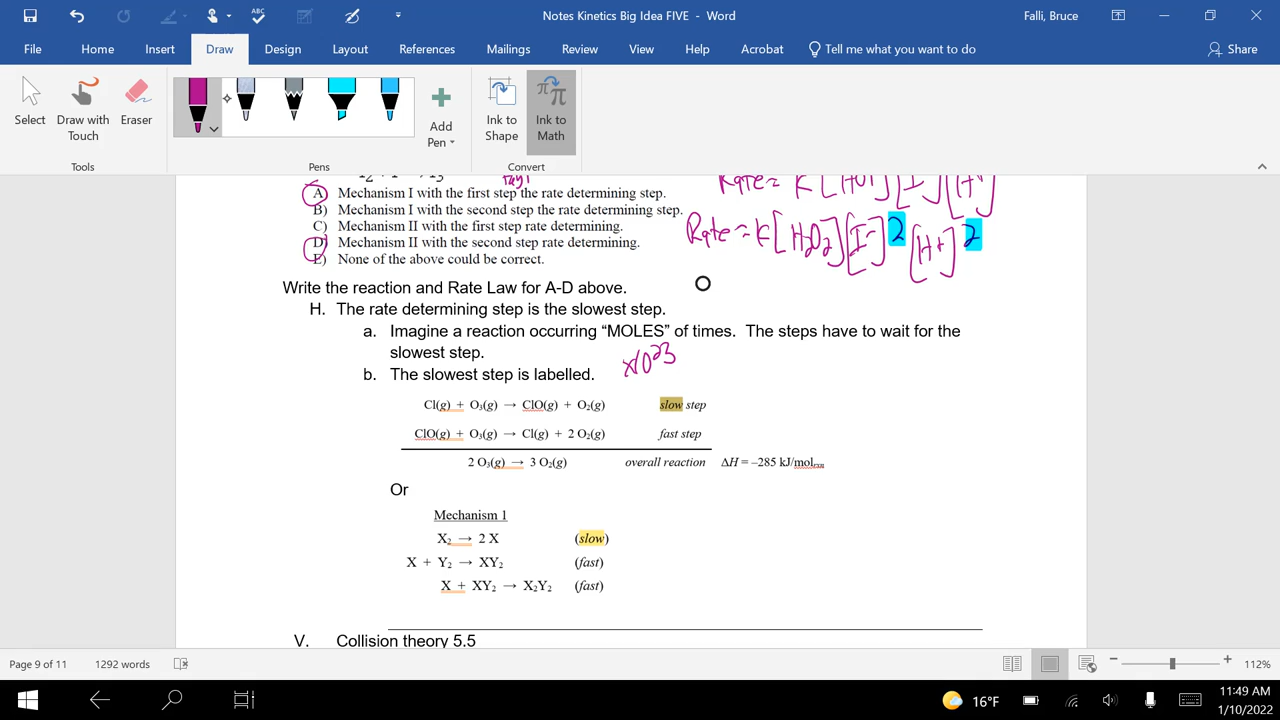 Notes Kinetics Big Idea FIVE - Word
Falli, Bruce
File Home Insert Draw Design Layout References Mailings Review View Help Acrobat Tell me what you want to do Share
Select
Draw with Touch
Eraser
Add Pen
Ink to Shape
Ink to Math
Tools Pens Convert
Rate= K [HOI] [I-] [H+]
A) Mechanism I with the first step the rate determining step.
B) Mechanism I with the second step the rate determining step.
Rate = K [H2O2] [I-] 2 [H+] 2
C) Mechanism II with the first step rate determining.
D) Mechanism II with the second step rate determining.
E) None of the above could be correct.
Write the reaction and Rate Law for A-D above.
H. The rate determining step is the slowest step.
a. Imagine a reaction occurring “MOLES” of times. The steps have to wait for the
slowest step.
x10^23
b. The slowest step is labelled.
Cl(g) + O3(g) → ClO(g) + O2(g) slow step
ClO(g) + O3(g) → Cl(g) + 2 O2(g) fast step
2 O3(g) → 3 O2(g) overall reaction ΔH = –285 kJ/molrxn
Or
Mechanism 1
X2 → 2 X (slow)
X + Y2 → XY2 (fast)
X + XY2 → X2Y2 (fast)
V. Collision theory 5.5
Page 9 of 11 1292 words 112%
16°F
11:49 AM
1/10/2022